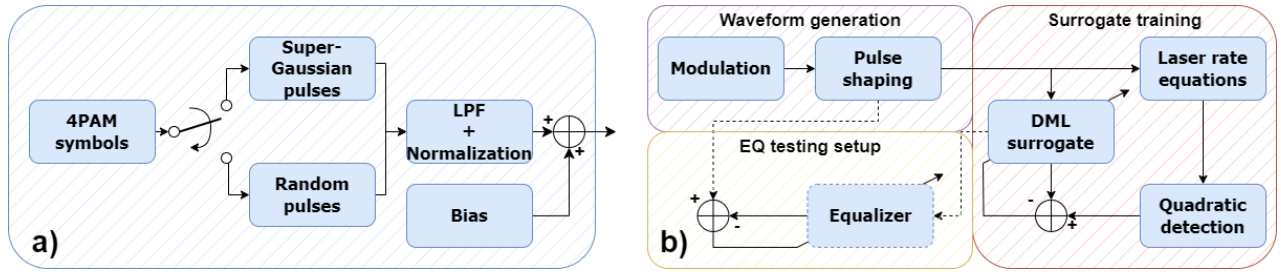 4PAM
symbols
Super-
Gaussian
pulses
Random
pulses
LPF
+
Normalization
Bias
+
+
a)
Waveform generation
Modulation
Pulse
shaping
Surrogate training
Laser rate
equations
DML
surrogate
Quadratic
detection
-
+
EQ testing setup
Equalizer
+
-
b)